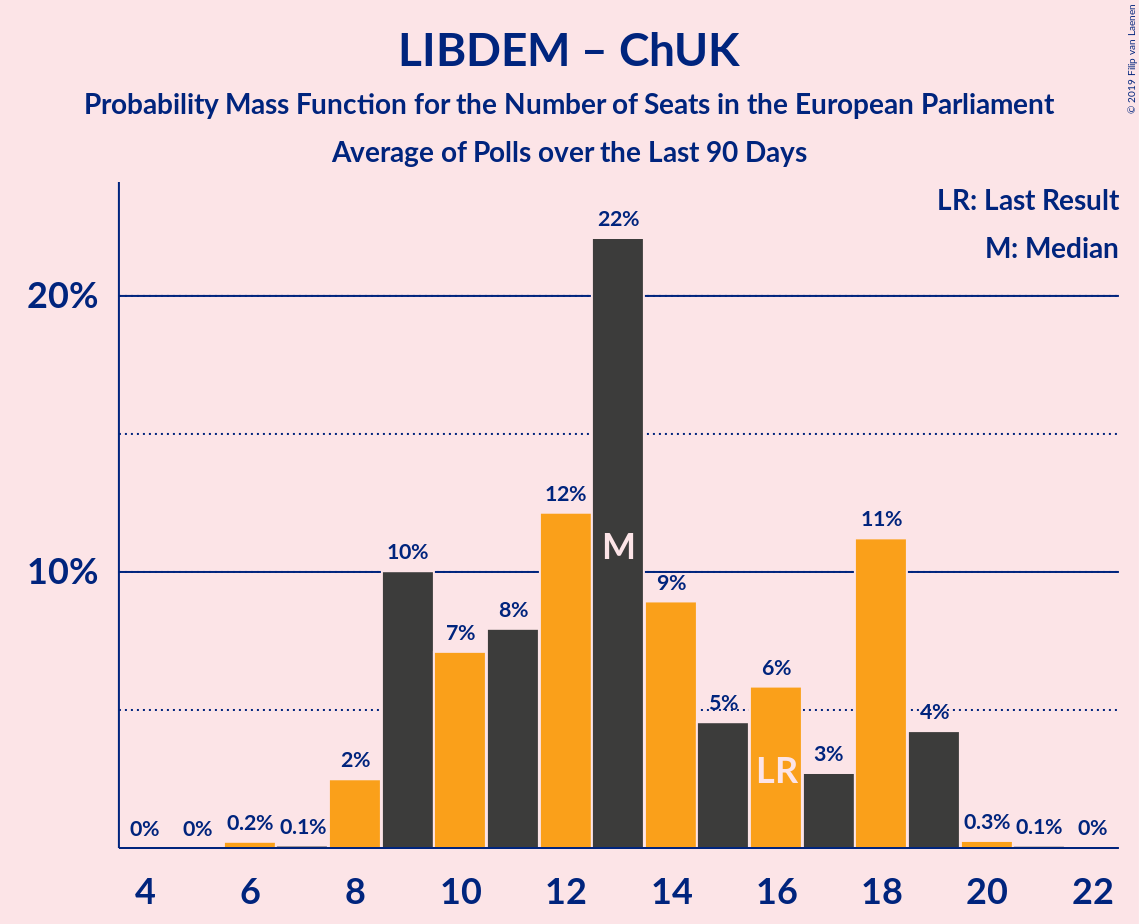 LIBDEM – ChUK
Probability Mass Function for the Number of Seats in the European Parliament
Average of Polls over the Last 90 Days
© 2019 Filip van Laenen
LR: Last Result
M: Median
20%
10%
0%
0%
0.2%
0.1%
2%
10%
7%
8%
12%
22%
9%
5%
6%
3%
11%
4%
0.3%
0.1%
0%
M
LR
4 6 8 10 12 14 16 18 20 22